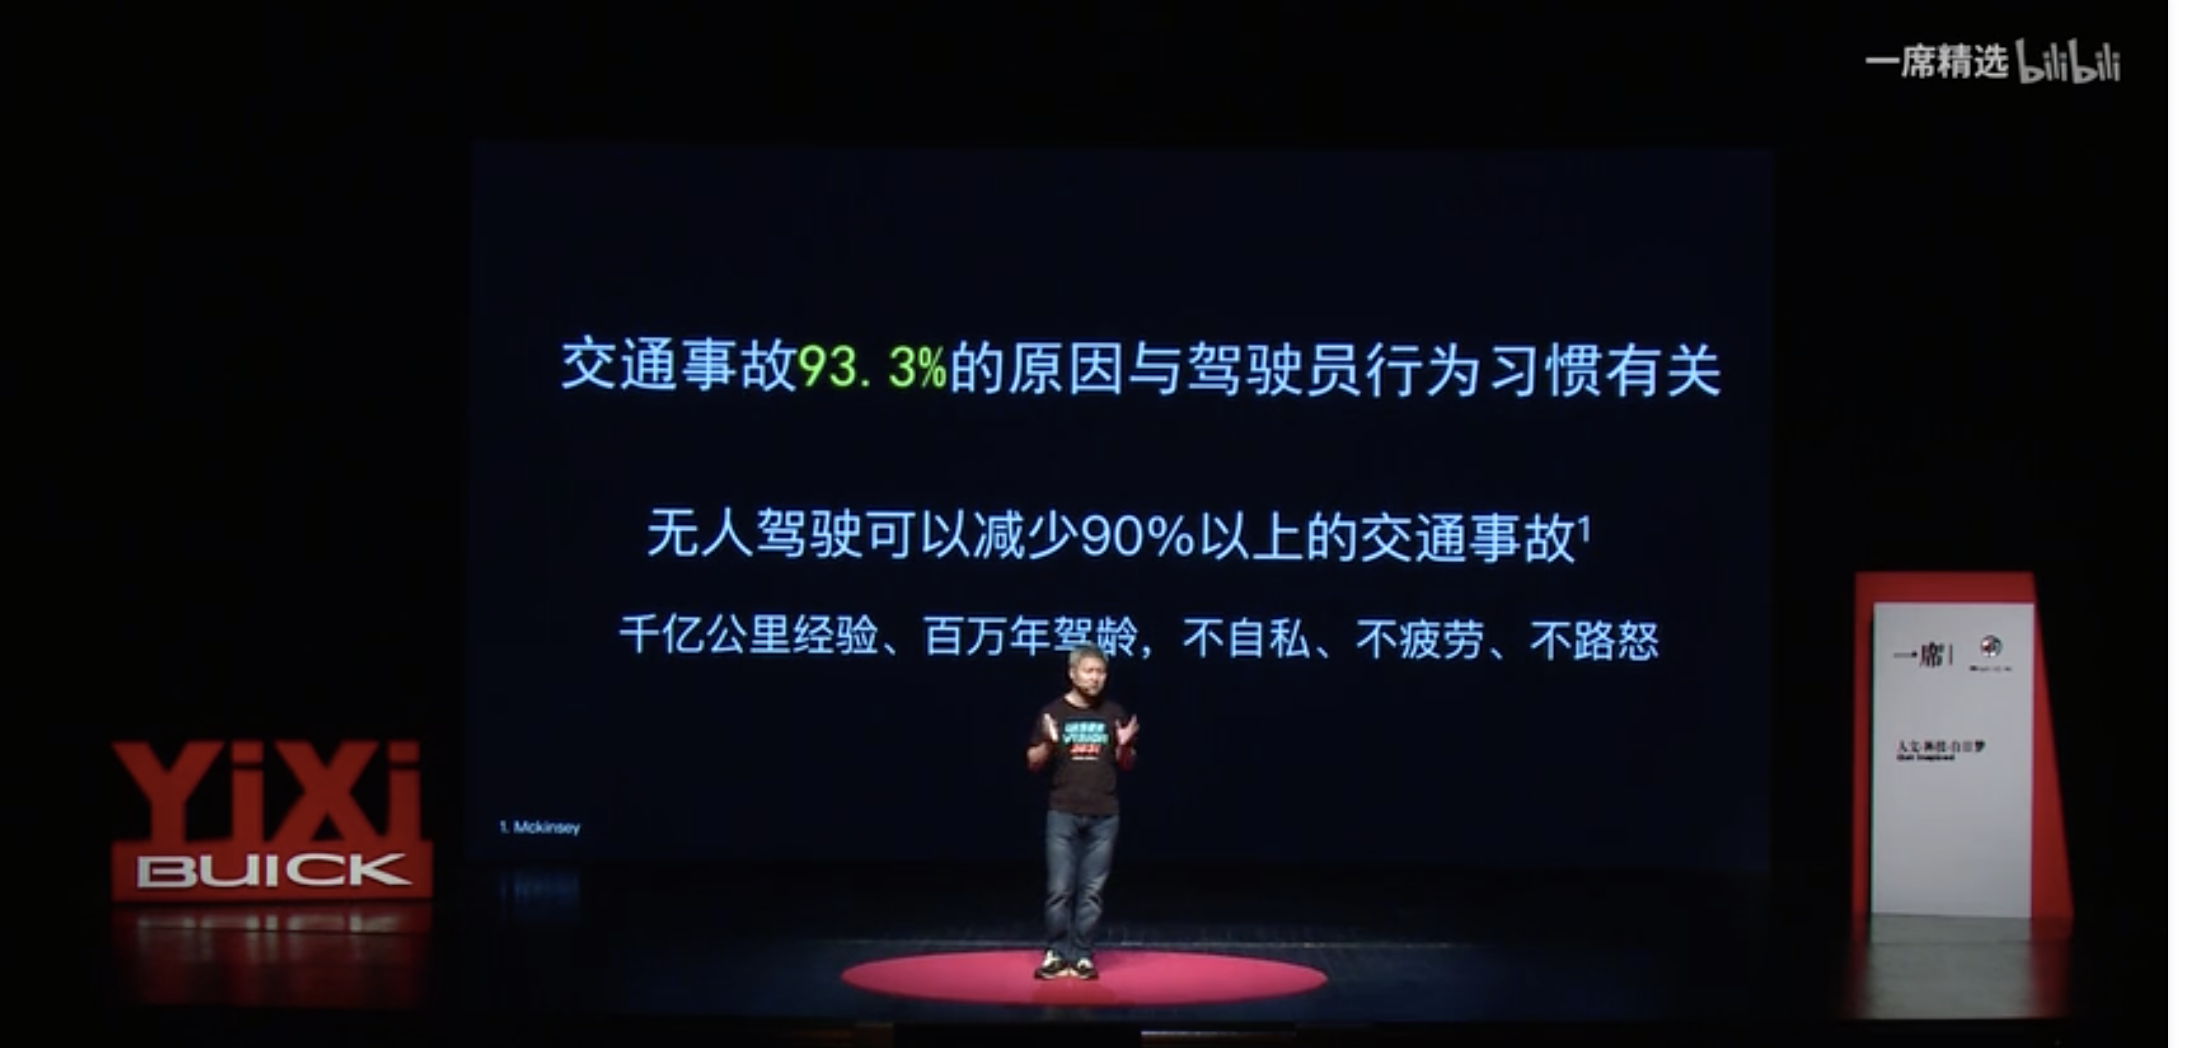 一席精选 bilibili
交通事故93.3%的原因与驾驶员行为习惯有关
无人驾驶可以减少90%以上的交通事故¹
千亿公里经验、百万年驾龄，不自私、不疲劳、不路怒
1. Mckinsey
YiXi
BUICK
一席